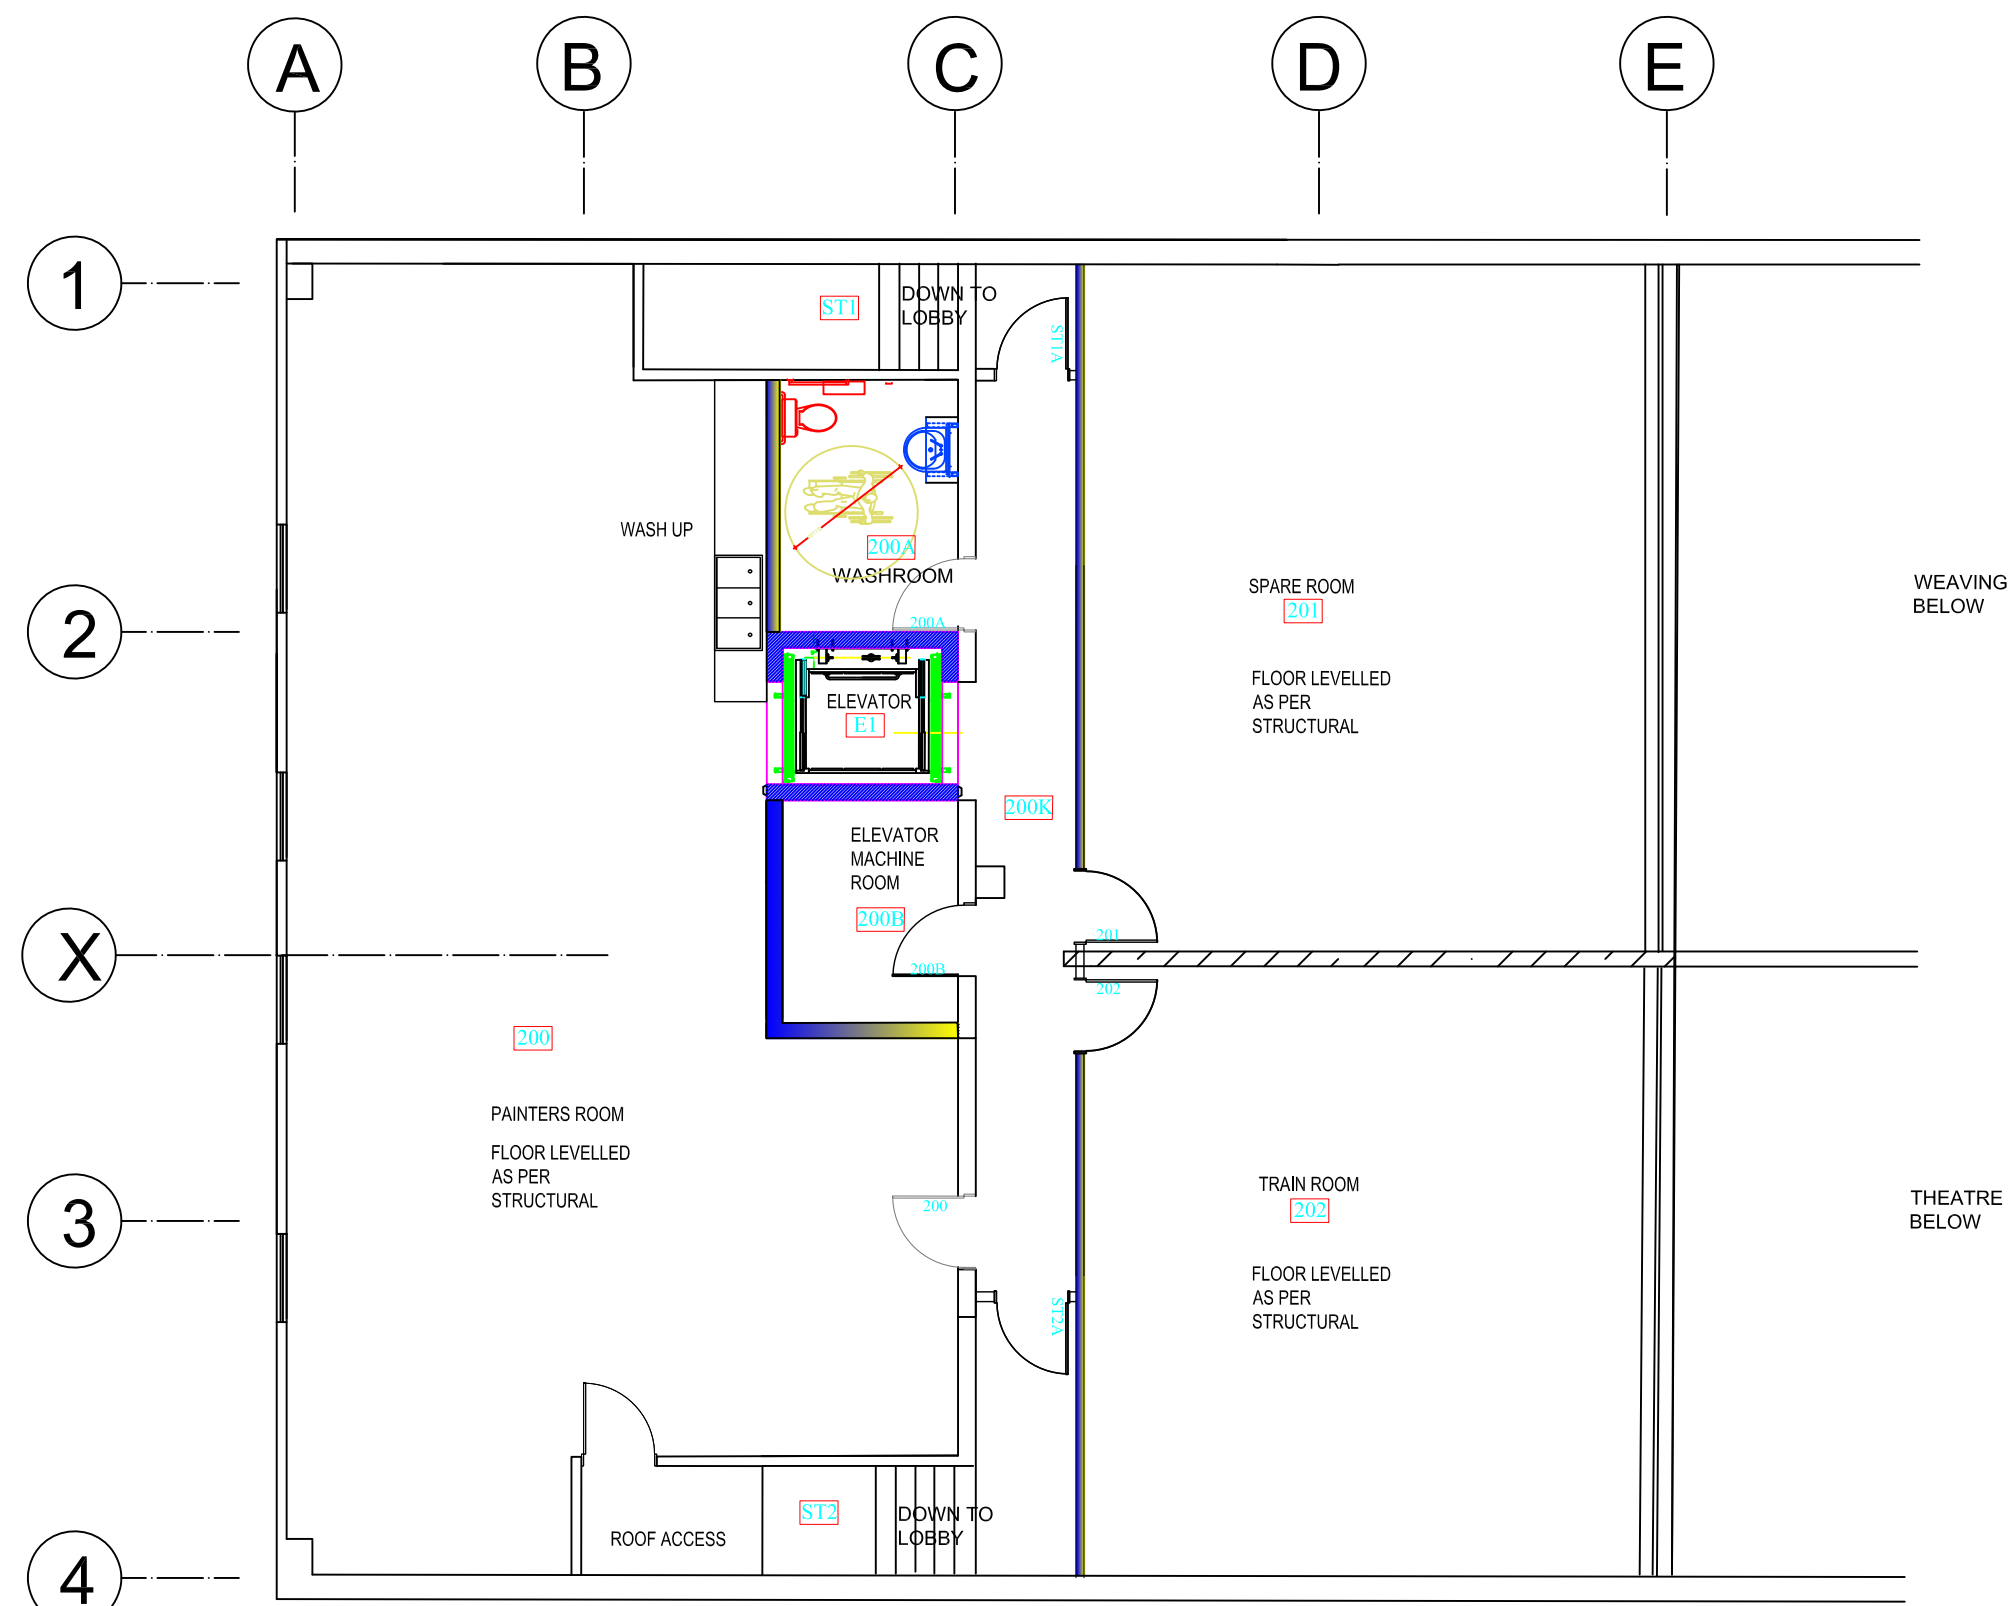 A
B
C
D
E
1
2
X
3
4
ST1
DOWN TO
LOBBY
ST1A
WASH UP
200A
WASHROOM
200A
ELEVATOR
E1
200K
ELEVATOR
MACHINE
ROOM
200B
200B
SPARE ROOM
201
FLOOR LEVELLED
AS PER
STRUCTURAL
WEAVING
BELOW
201
202
200
PAINTERS ROOM
FLOOR LEVELLED
AS PER
STRUCTURAL
200
TRAIN ROOM
202
FLOOR LEVELLED
AS PER
STRUCTURAL
THEATRE
BELOW
ST2A
ST2
DOWN TO
LOBBY
ROOF ACCESS